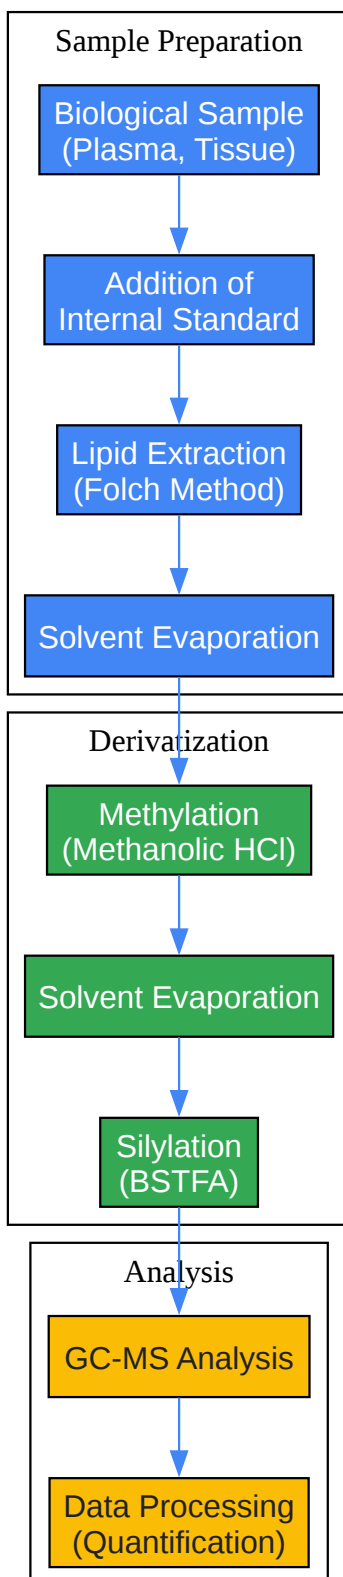 Sample Preparation
Biological Sample
(Plasma, Tissue)
Addition of
Internal Standard
Lipid Extraction
(Folch Method)
Solvent Evaporation
Derivatization
Methylation
(Methanolic HCl)
Solvent Evaporation
Silylation
(BSTFA)
Analysis
GC-MS Analysis
Data Processing
(Quantification)